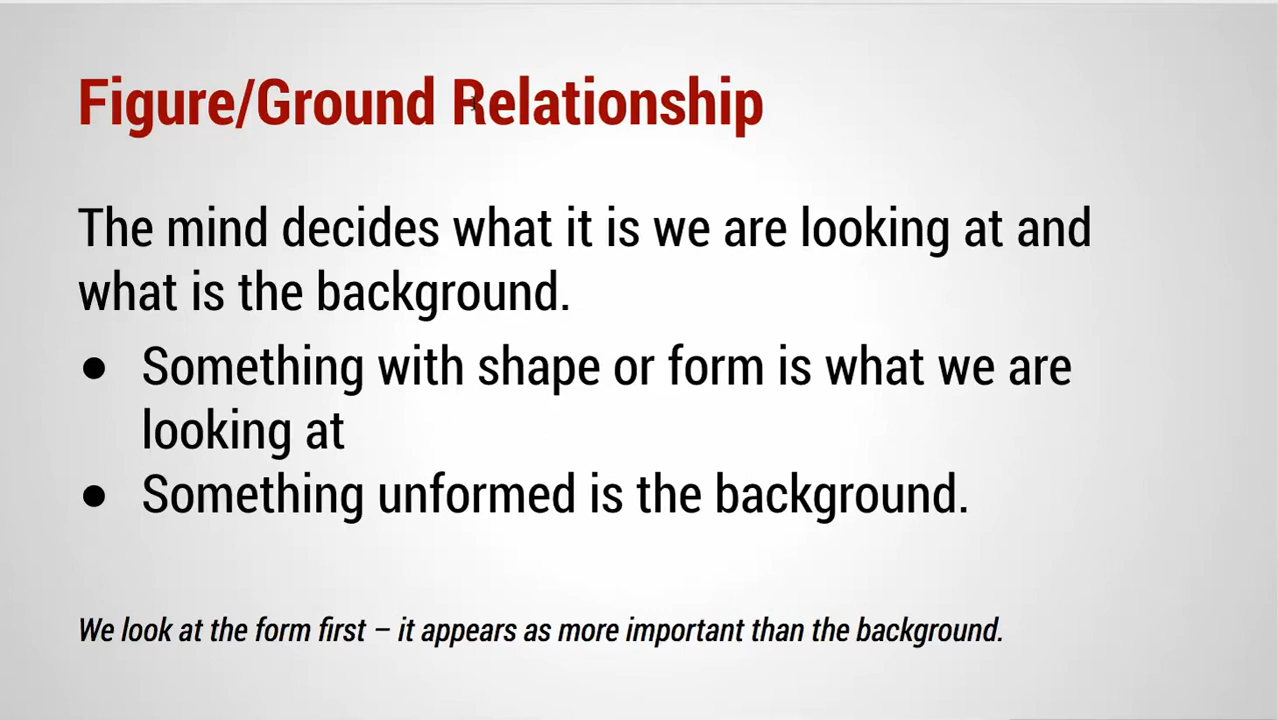 Figure/Ground Relationship
The mind decides what it is we are looking at and
what is the background.
● Something with shape or form is what we are
looking at
● Something unformed is the background.
We look at the form first – it appears as more important than the background.